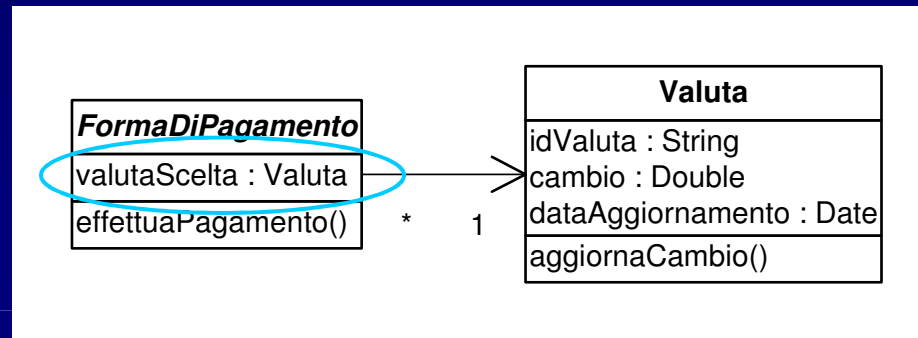 FormaDiPagamento
valutaScelta : Valuta
effettuaPagamento()
* 1
Valuta
idValuta : String
cambio : Double
dataAggiornamento : Date
aggiornaCambio()